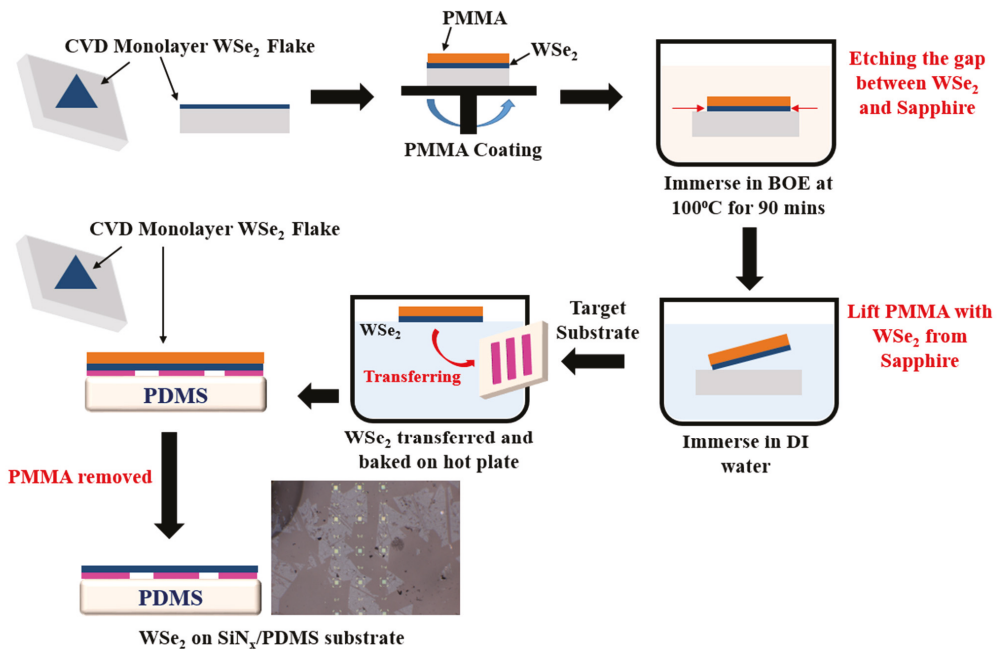 CVD Monolayer WSe₂ Flake
PMMA
WSe₂
PMMA Coating
Etching the gap
between WSe₂
and Sapphire
Immerse in BOE at
100⁰C for 90 mins
Lift PMMA with
WSe₂ from
Sapphire
Immerse in DI
water
Target
Substrate
WSe₂
Transferring
WSe₂ transferred and
baked on hot plate
CVD Monolayer WSe₂ Flake
PDMS
PMMA removed
PDMS
WSe₂ on SiNₓ/PDMS substrate